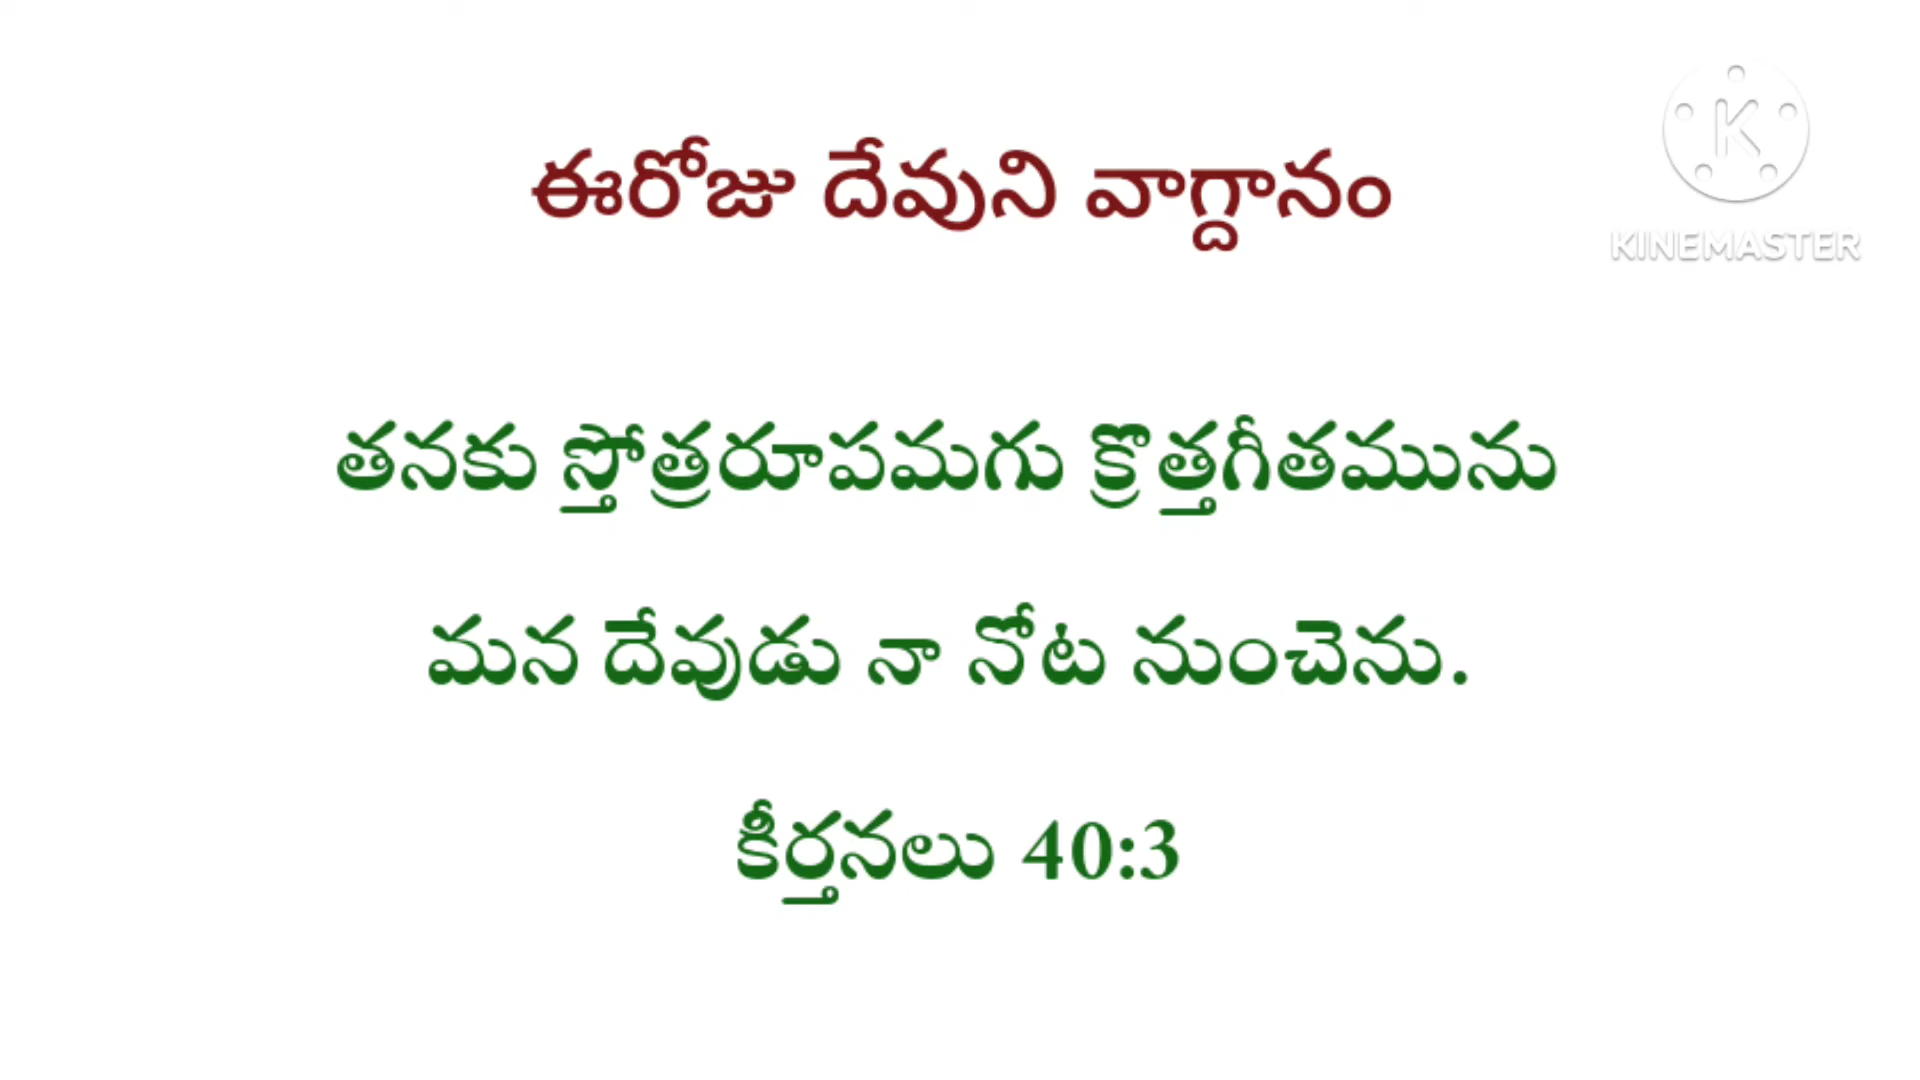 ఈరోజు దేవుని వాగ్దానం
KINEMASTER
తనకు స్తోత్రరూపమగు క్రొత్తగీతమును
మన దేవుడు నా నోట నుంచెను.
కీర్తనలు 40:3